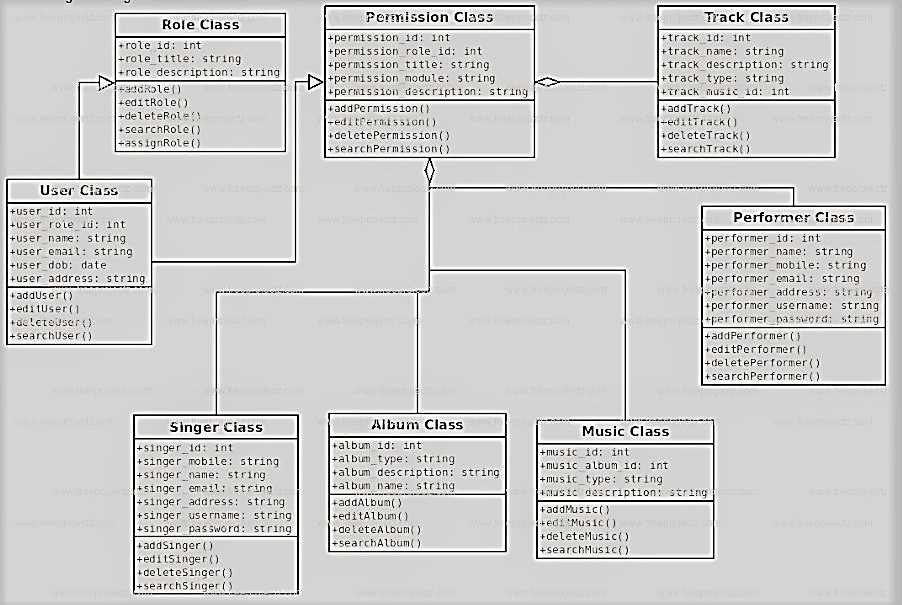 Role Class
+role_id: int
+role_title: string
+role_description: string
+addRole()
+editRole()
+deleteRole()
+searchRole()
+assignRole()
Permission Class
+permission_id: int
+permission_role_id: int
+permission_title: string
+permission_module: string
+permission_description: string
+addPermission()
+editPermission()
+deletePermission()
+searchPermission()
Track Class
+track_id: int
+track_name: string
+track_description: string
+track_type: string
+track_music_id: int
+addTrack()
+editTrack()
+deleteTrack()
+searchTrack()
User Class
+user_id: int
+user_role_id: int
+user_name: string
+user_email: string
+user_dob: date
+user_address: string
+addUser()
+editUser()
+deleteUser()
+searchUser()
Performer Class
+performer_id: int
+performer_name: string
+performer_mobile: string
+performer_email: string
+performer_address: string
+performer_username: string
+performer_password: string
+addPerformer()
+editPerformer()
+deletePerformer()
+searchPerformer()
Singer Class
+singer_id: int
+singer_mobile: string
+singer_name: string
+singer_email: string
+singer_address: string
+singer_username: string
+singer_password: string
+addSinger()
+editSinger()
+deleteSinger()
+searchSinger()
Album Class
+album_id: int
+album_type: string
+album_description: string
+album_name: string
+addAlbum()
+editAlbum()
+deleteAlbum()
+searchAlbum()
Music Class
+music_id: int
+music_album_id: int
+music_type: string
+music_description: string
+addMusic()
+editMusic()
+deleteMusic()
+searchMusic()
www.freeprojectz.com